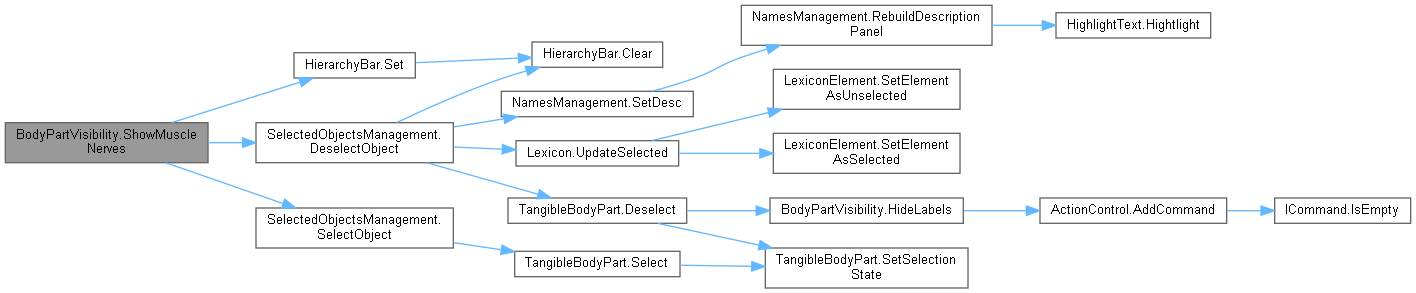 BodyPartVisibility.ShowMuscle
Nerves
HierarchyBar.Set
SelectedObjectsManagement.
DeselectObject
SelectedObjectsManagement.
SelectObject
HierarchyBar.Clear
NamesManagement.SetDesc
Lexicon.UpdateSelected
TangibleBodyPart.Deselect
TangibleBodyPart.Select
NamesManagement.RebuildDescription
Panel
LexiconElement.SetElement
AsUnselected
LexiconElement.SetElement
AsSelected
BodyPartVisibility.HideLabels
TangibleBodyPart.SetSelection
State
HighlightText.Hightlight
ActionControl.AddCommand
ICommand.IsEmpty